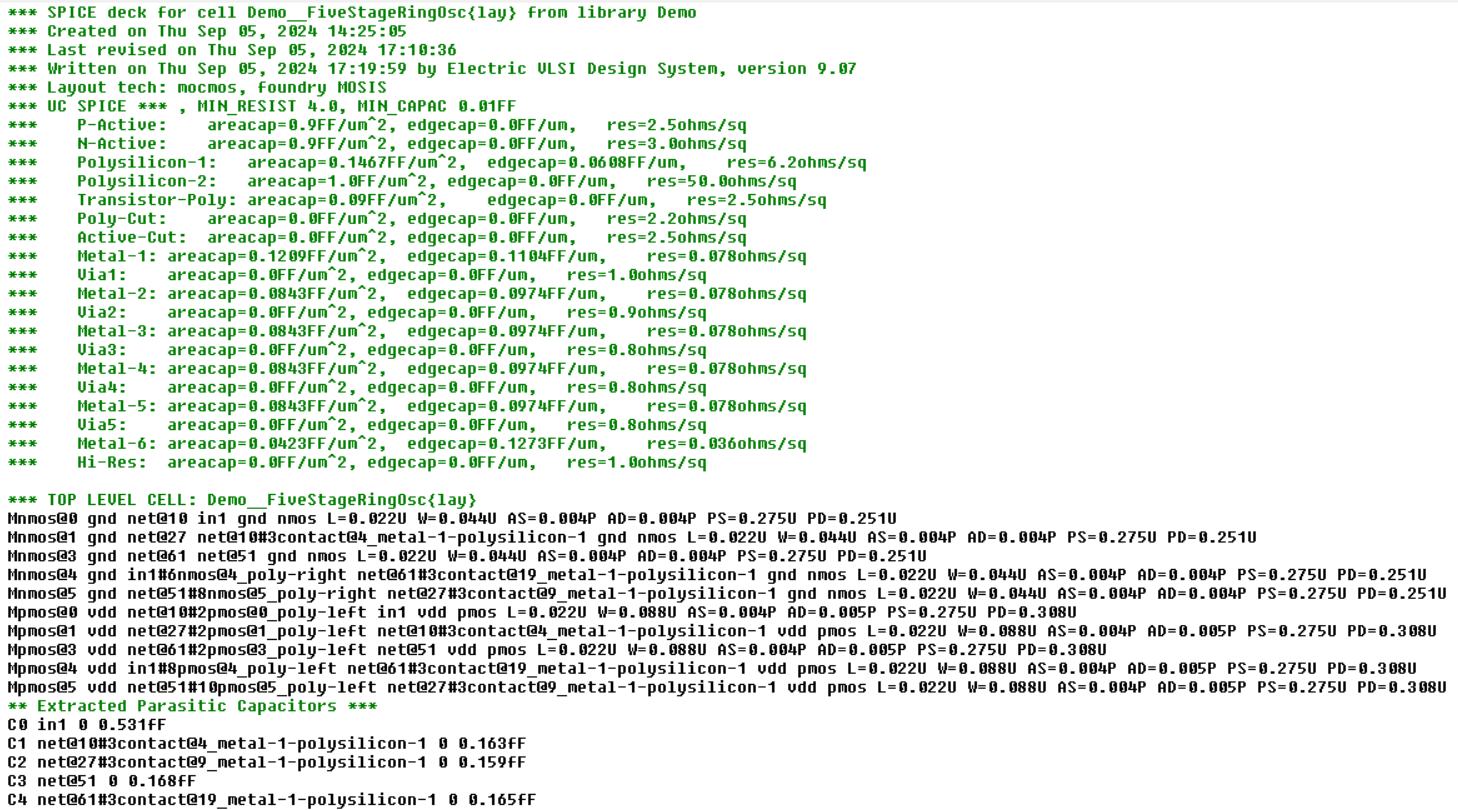 *** SPICE deck for cell Demo__FiveStageRingOsc{lay} from library Demo
*** Created on Thu Sep 05, 2024 14:25:05
*** Last revised on Thu Sep 05, 2024 17:10:36
*** Written on Thu Sep 05, 2024 17:19:59 by Electric VLSI Design System, version 9.07
*** Layout tech: mocmos, foundry MOSIS
*** UC SPICE *** , MIN_RESIST 4.0, MIN_CAPAC 0.01FF
***    P-Active:    areacap=0.9FF/um^2, edgecap=0.0FF/um,   res=2.5ohms/sq
***    N-Active:    areacap=0.9FF/um^2, edgecap=0.0FF/um,   res=3.0ohms/sq
***    Polysilicon-1:   areacap=0.1467FF/um^2,  edgecap=0.0608FF/um,    res=6.2ohms/sq
***    Polysilicon-2:   areacap=1.0FF/um^2, edgecap=0.0FF/um,   res=50.0ohms/sq
***    Transistor-Poly: areacap=0.09FF/um^2,    edgecap=0.0FF/um,   res=2.5ohms/sq
***    Poly-Cut:    areacap=0.0FF/um^2, edgecap=0.0FF/um,   res=2.2ohms/sq
***    Active-Cut:  areacap=0.0FF/um^2, edgecap=0.0FF/um,   res=2.5ohms/sq
***    Metal-1: areacap=0.1209FF/um^2,  edgecap=0.1104FF/um,    res=0.078ohms/sq
***    Via1:    areacap=0.0FF/um^2, edgecap=0.0FF/um,   res=1.0ohms/sq
***    Metal-2: areacap=0.0843FF/um^2,  edgecap=0.0974FF/um,    res=0.078ohms/sq
***    Via2:    areacap=0.0FF/um^2, edgecap=0.0FF/um,   res=0.9ohms/sq
***    Metal-3: areacap=0.0843FF/um^2,  edgecap=0.0974FF/um,    res=0.078ohms/sq
***    Via3:    areacap=0.0FF/um^2, edgecap=0.0FF/um,   res=0.8ohms/sq
***    Metal-4: areacap=0.0843FF/um^2,  edgecap=0.0974FF/um,    res=0.078ohms/sq
***    Via4:    areacap=0.0FF/um^2, edgecap=0.0FF/um,   res=0.8ohms/sq
***    Metal-5: areacap=0.0843FF/um^2,  edgecap=0.0974FF/um,    res=0.078ohms/sq
***    Via5:    areacap=0.0FF/um^2, edgecap=0.0FF/um,   res=0.8ohms/sq
***    Metal-6: areacap=0.0423FF/um^2,  edgecap=0.1273FF/um,    res=0.036ohms/sq
***    Hi-Res:  areacap=0.0FF/um^2, edgecap=0.0FF/um,   res=1.0ohms/sq
*** TOP LEVEL CELL: Demo__FiveStageRingOsc{lay}
Mnmos@0 gnd net@10 in1 gnd nmos L=0.022U W=0.044U AS=0.004P AD=0.004P PS=0.275U PD=0.251U
Mnmos@1 gnd net@27 net@10#3contact@4_metal-1-polysilicon-1 gnd nmos L=0.022U W=0.044U AS=0.004P AD=0.004P PS=0.275U PD=0.251U
Mnmos@3 gnd net@61 net@51 gnd nmos L=0.022U W=0.044U AS=0.004P AD=0.004P PS=0.275U PD=0.251U
Mnmos@4 gnd in1#6nmos@4_poly-right net@61#3contact@19_metal-1-polysilicon-1 gnd nmos L=0.022U W=0.044U AS=0.004P AD=0.004P PS=0.275U PD=0.251U
Mnmos@5 gnd net@51#8nmos@5_poly-right net@27#3contact@9_metal-1-polysilicon-1 gnd nmos L=0.022U W=0.044U AS=0.004P AD=0.004P PS=0.275U PD=0.251U
Mpmos@0 vdd net@10#2pmos@0_poly-left in1 vdd pmos L=0.022U W=0.088U AS=0.004P AD=0.005P PS=0.275U PD=0.308U
Mpmos@1 vdd net@27#2pmos@1_poly-left net@10#3contact@4_metal-1-polysilicon-1 vdd pmos L=0.022U W=0.088U AS=0.004P AD=0.005P PS=0.275U PD=0.308U
Mpmos@3 vdd net@61#2pmos@3_poly-left net@51 vdd pmos L=0.022U W=0.088U AS=0.004P AD=0.005P PS=0.275U PD=0.308U
Mpmos@4 vdd in1#8pmos@4_poly-left net@61#3contact@19_metal-1-polysilicon-1 vdd pmos L=0.022U W=0.088U AS=0.004P AD=0.005P PS=0.275U PD=0.308U
Mpmos@5 vdd net@51#10pmos@5_poly-left net@27#3contact@9_metal-1-polysilicon-1 vdd pmos L=0.022U W=0.088U AS=0.004P AD=0.005P PS=0.275U PD=0.308U
** Extracted Parasitic Capacitors ***
C0 in1 0 0.531fF
C1 net@10#3contact@4_metal-1-polysilicon-1 0 0.163fF
C2 net@27#3contact@9_metal-1-polysilicon-1 0 0.159fF
C3 net@51 0 0.168fF
C4 net@61#3contact@19_metal-1-polysilicon-1 0 0.165fF